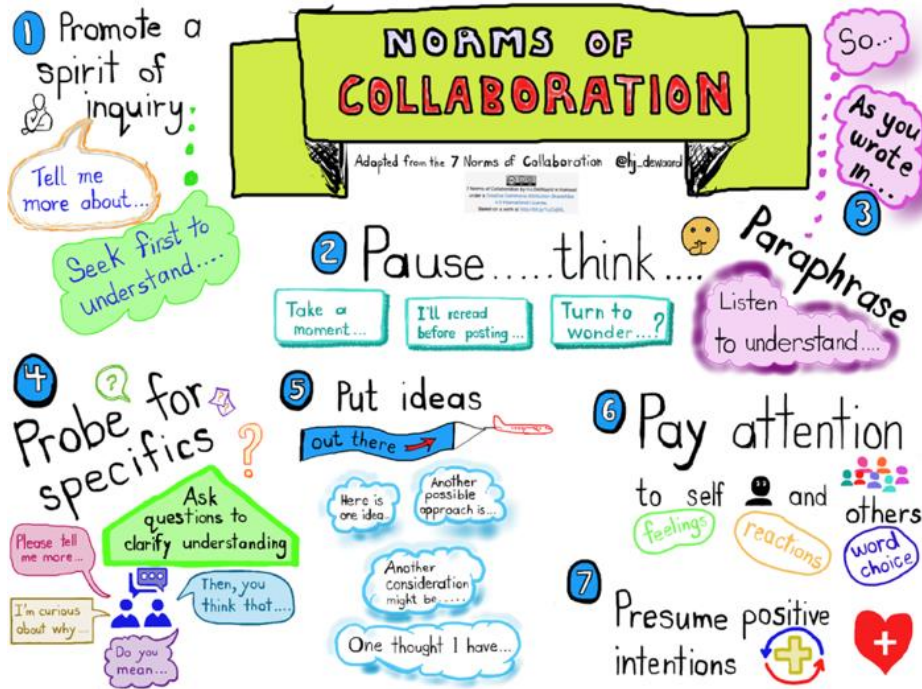 NORMS OF
COLLABORATION
Adapted from the 7 Norms of Collaboration @hj_dewaard
1
Promote a
spirit of
inquiry
Tell me
more about...
Seek first to
understand....
2
Pause.....think....
Take a
moment...
I'll reread
before posting...
Turn to
wonder...?
So...
As you
wrote
in...
3
Paraphrase
Listen
to understand....
4
Probe for
specifics
?
?
Ask
questions to
clarify understanding
Please tell
me more...
I'm curious
about why...
Do you
mean...
Then, you
think that....
5
Put ideas
out there
Here is
one idea..
Another
possible
approach is...
Another
consideration
might be.....
One thought I have...
6
Pay attention
to self and
others
feelings
reactions
word
choice
7
Presume positive
intentions